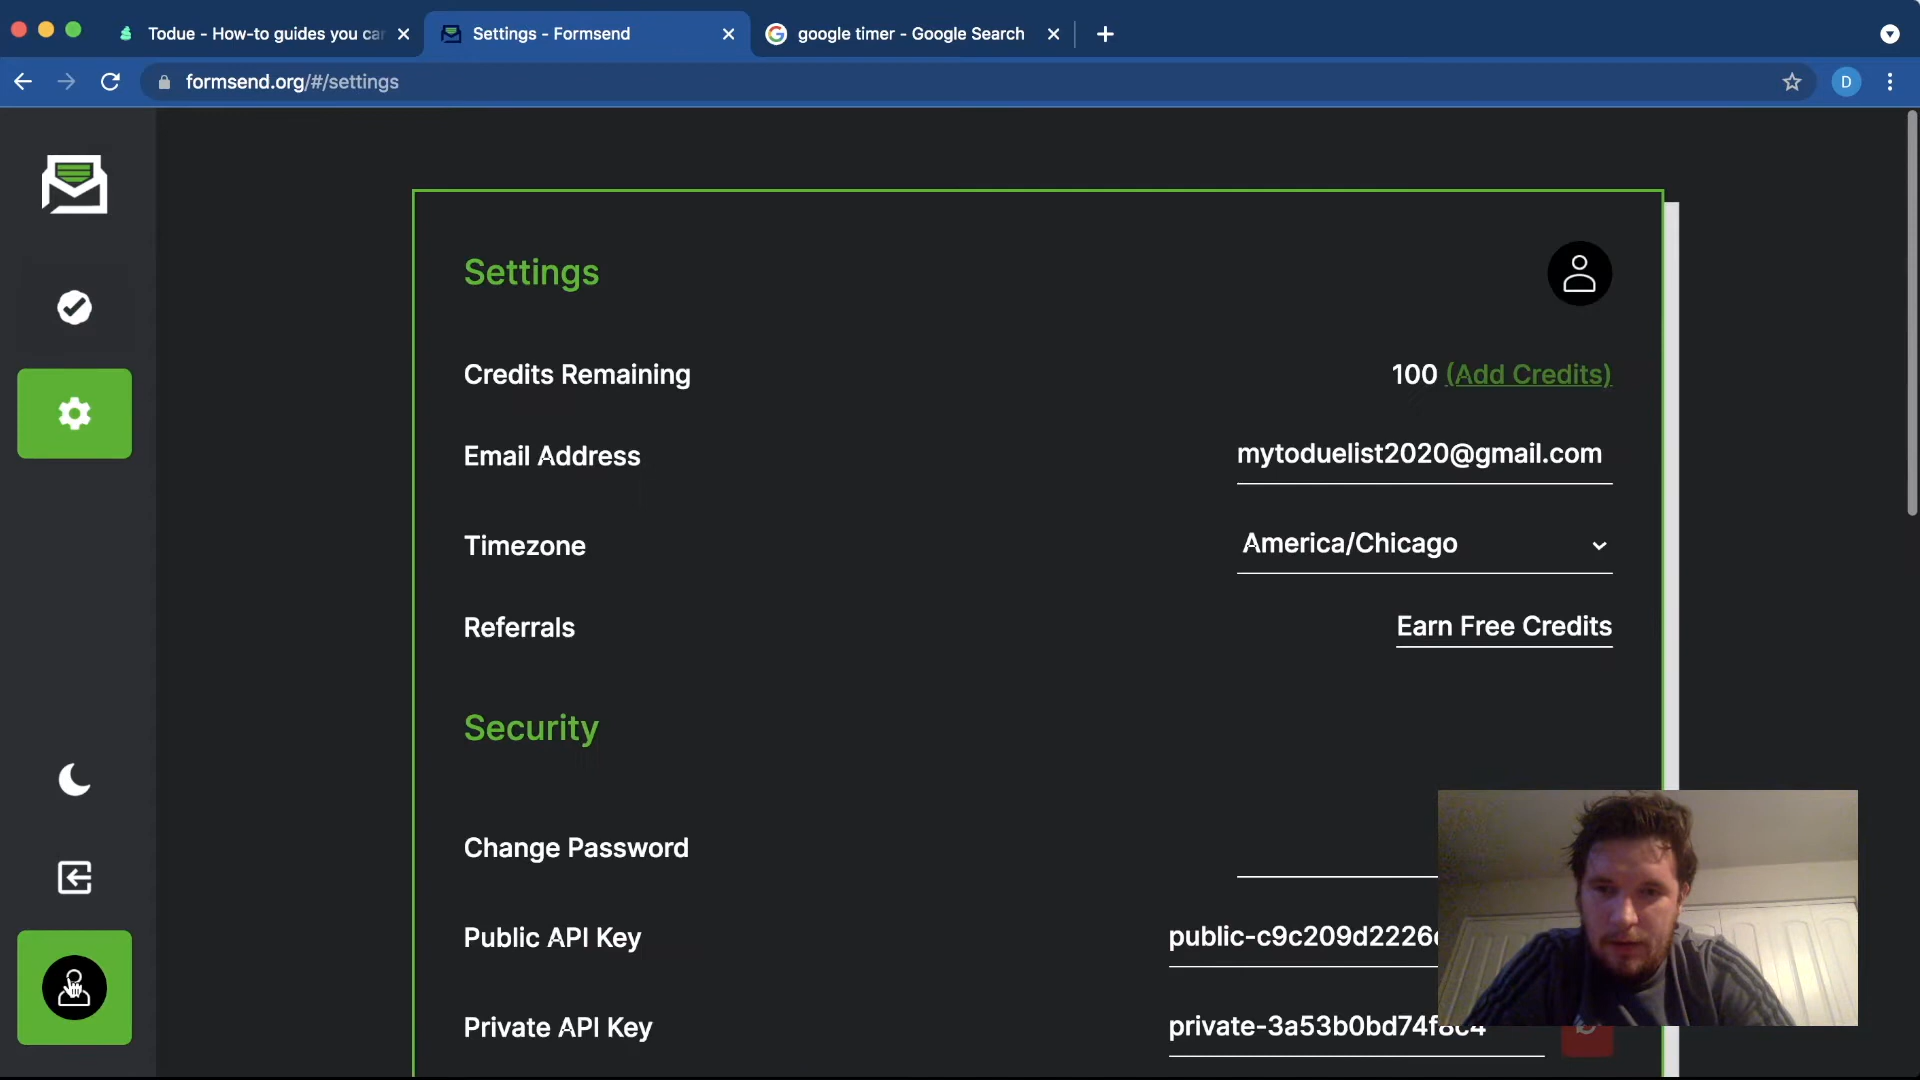 Todue - How-to guides you can
Settings - Formsend
google timer - Google Search
formsend.org/#/settings
D
Settings
Credits Remaining
100 (Add Credits)
Email Address
mytoduelist2020@gmail.com
Timezone
America/Chicago
Referrals
Earn Free Credits
Security
Change Password
Public API Key
public-c9c209d2226
Private API Key
private-3a53b0bd74f8c4